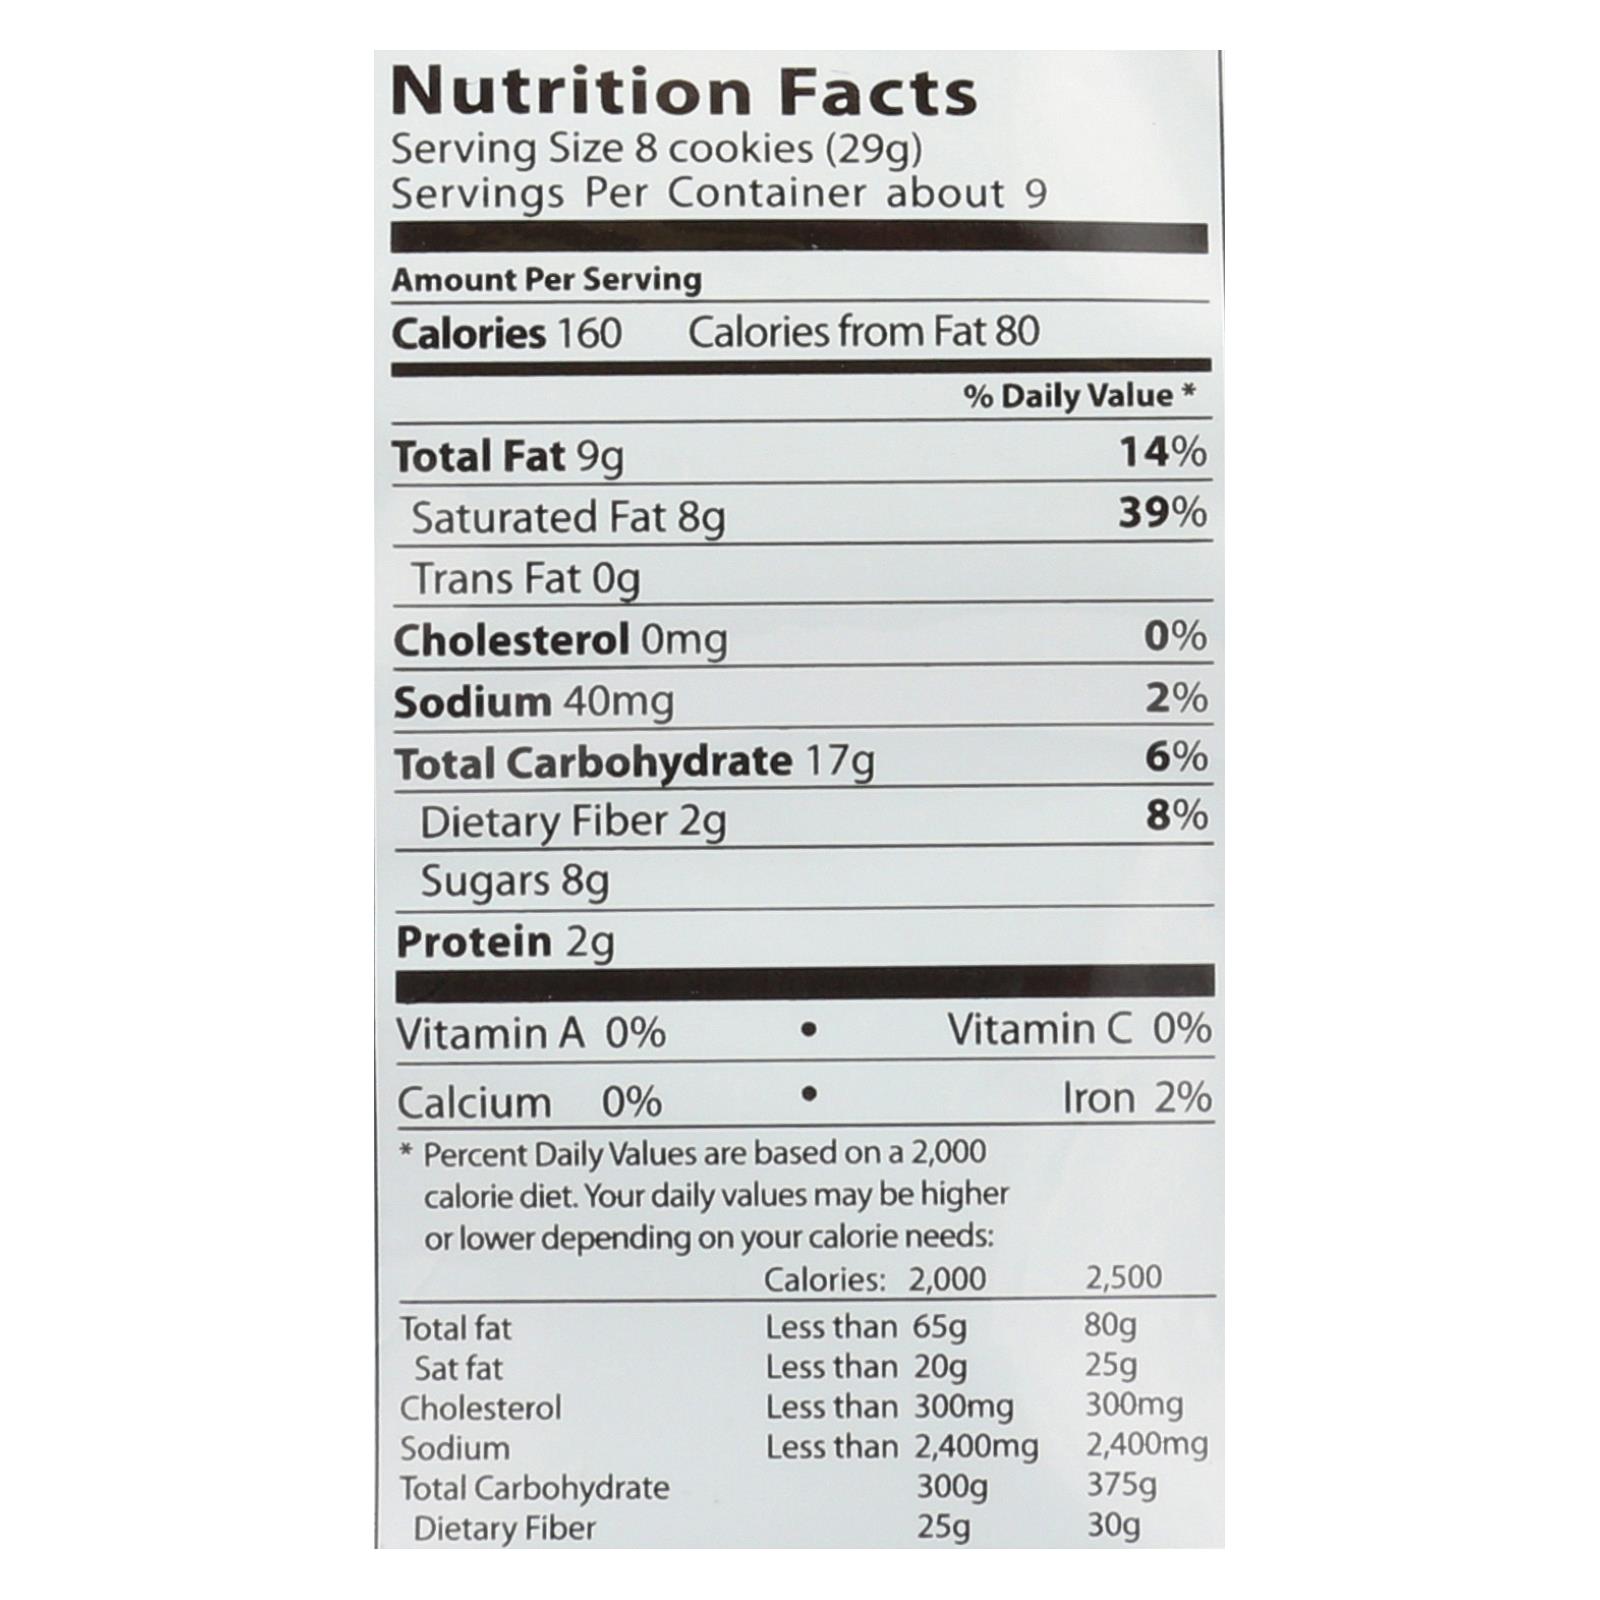 Nutrition Facts
Serving Size 8 cookies (29g)
Servings Per Container about 9
Amount Per Serving
Calories 160 Calories from Fat 80
% Daily Value *
Total Fat 9g 14%
Saturated Fat 8g 39%
Trans Fat 0g
Cholesterol 0mg 0%
Sodium 40mg 2%
Total Carbohydrate 17g 6%
Dietary Fiber 2g 8%
Sugars 8g
Protein 2g
Vitamin A 0% • Vitamin C 0%
Calcium 0% • Iron 2%
* Percent Daily Values are based on a 2,000
calorie diet. Your daily values may be higher
or lower depending on your calorie needs:
Calories: 2,000 2,500
Total fat Less than 65g 80g
Sat fat Less than 20g 25g
Cholesterol Less than 300mg 300mg
Sodium Less than 2,400mg 2,400mg
Total Carbohydrate 300g 375g
Dietary Fiber 25g 30g